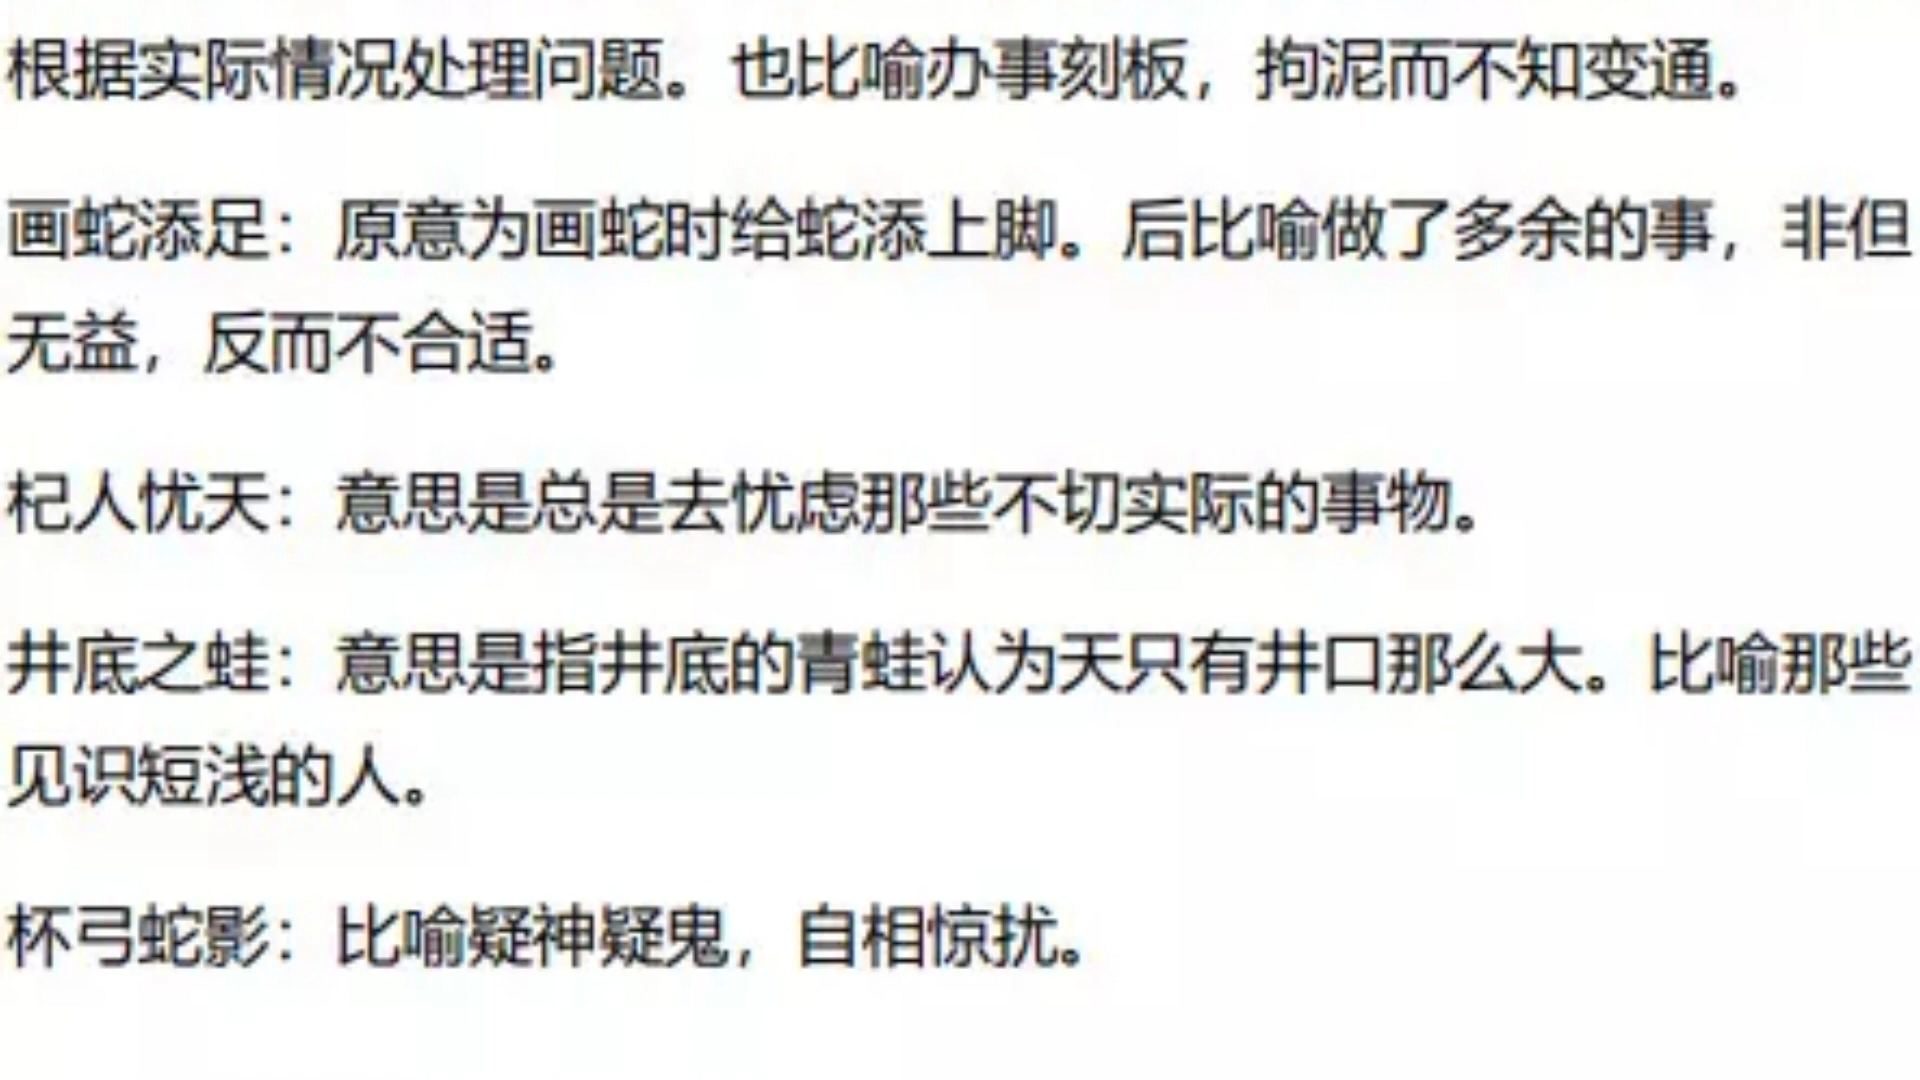 根据实际情况处理问题。也比喻办事刻板，拘泥而不知变通。
画蛇添足：原意为画蛇时给蛇添上脚。后比喻做了多余的事，非但
无益，反而不合适。
杞人忧天：意思是总是去忧虑那些不切实际的事物。
井底之蛙：意思是指井底的青蛙认为天只有井口那么大。比喻那些
见识短浅的人。
杯弓蛇影：比喻疑神疑鬼，自相惊扰。